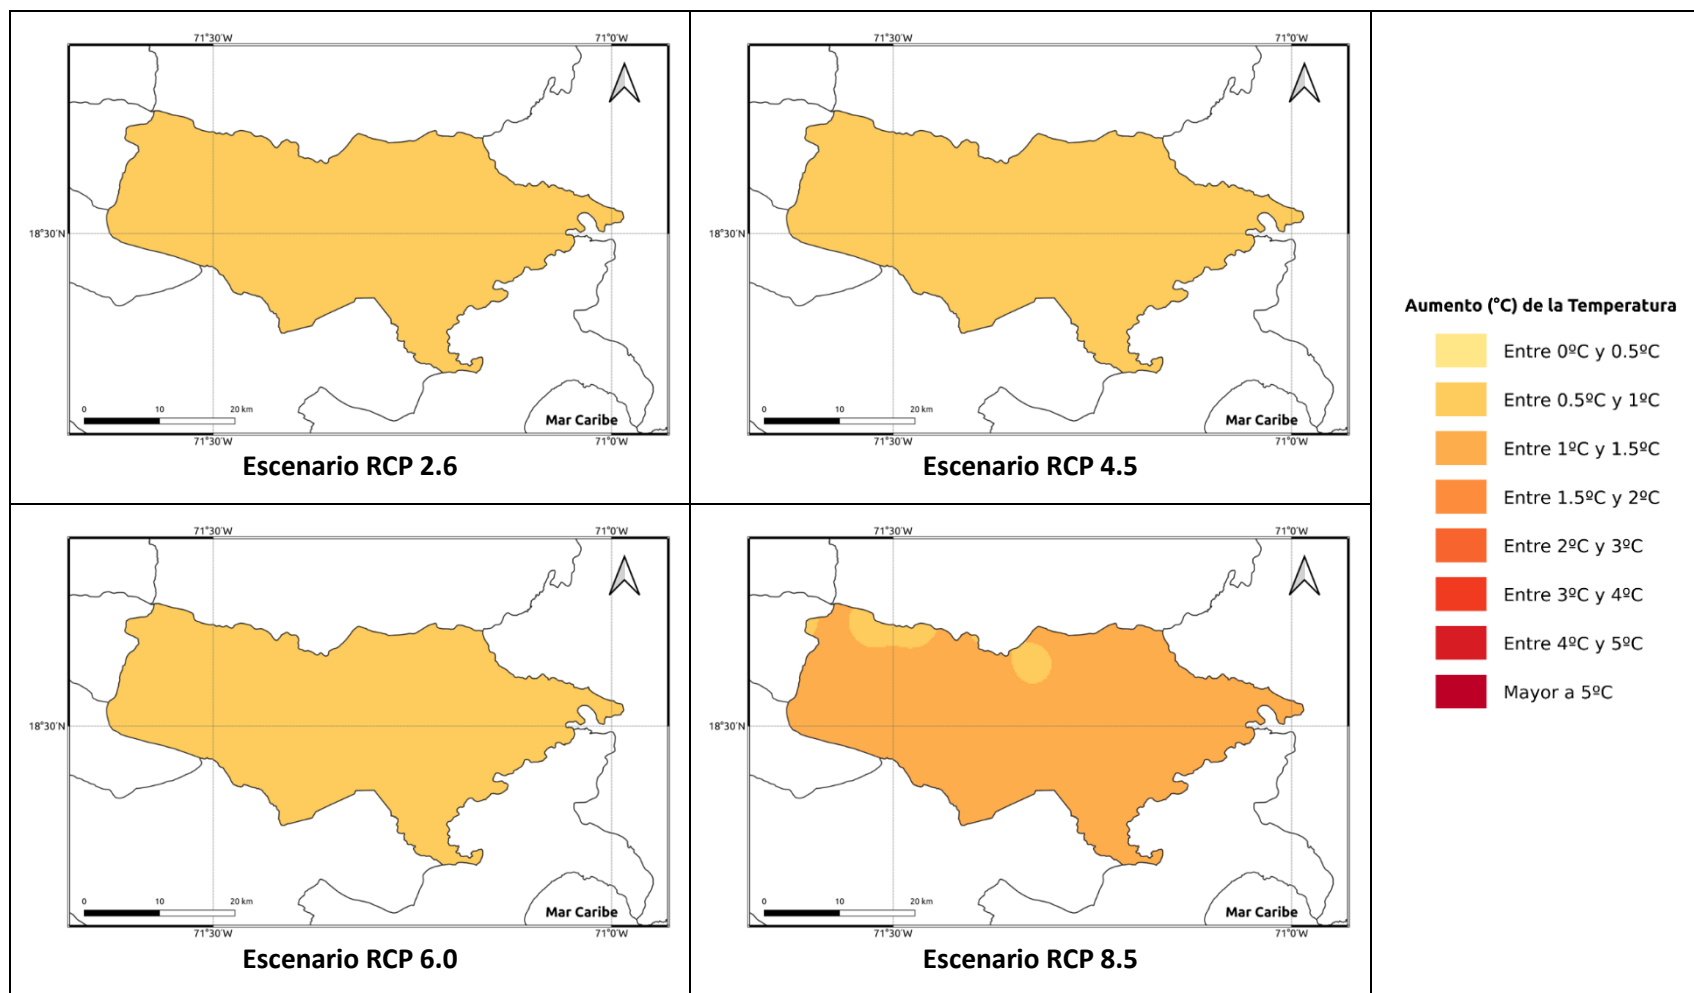 71°30'W
71°0'W
18°30'N
0
10
20 km
Mar Caribe
71°30'W
71°0'W
Escenario RCP 2.6
71°30'W
71°0'W
18°30'N
0
10
20 km
Mar Caribe
71°30'W
71°0'W
Escenario RCP 4.5
71°30'W
71°0'W
18°30'N
0
10
20 km
Mar Caribe
71°30'W
71°0'W
Escenario RCP 6.0
71°30'W
71°0'W
18°30'N
0
10
20 km
Mar Caribe
71°30'W
71°0'W
Escenario RCP 8.5
Aumento (°C) de la Temperatura
Entre 0ºC y 0.5ºC
Entre 0.5ºC y 1ºC
Entre 1ºC y 1.5ºC
Entre 1.5ºC y 2ºC
Entre 2ºC y 3ºC
Entre 3ºC y 4ºC
Entre 4ºC y 5ºC
Mayor a 5ºC